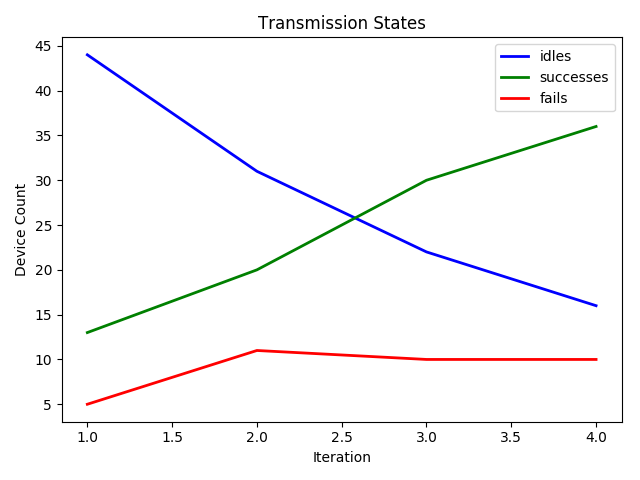 Transmission States
45
40
35
30
25
20
15
10
5
Device Count
idles
successes
fails
1.0 1.5 2.0 2.5 3.0 3.5 4.0
Iteration